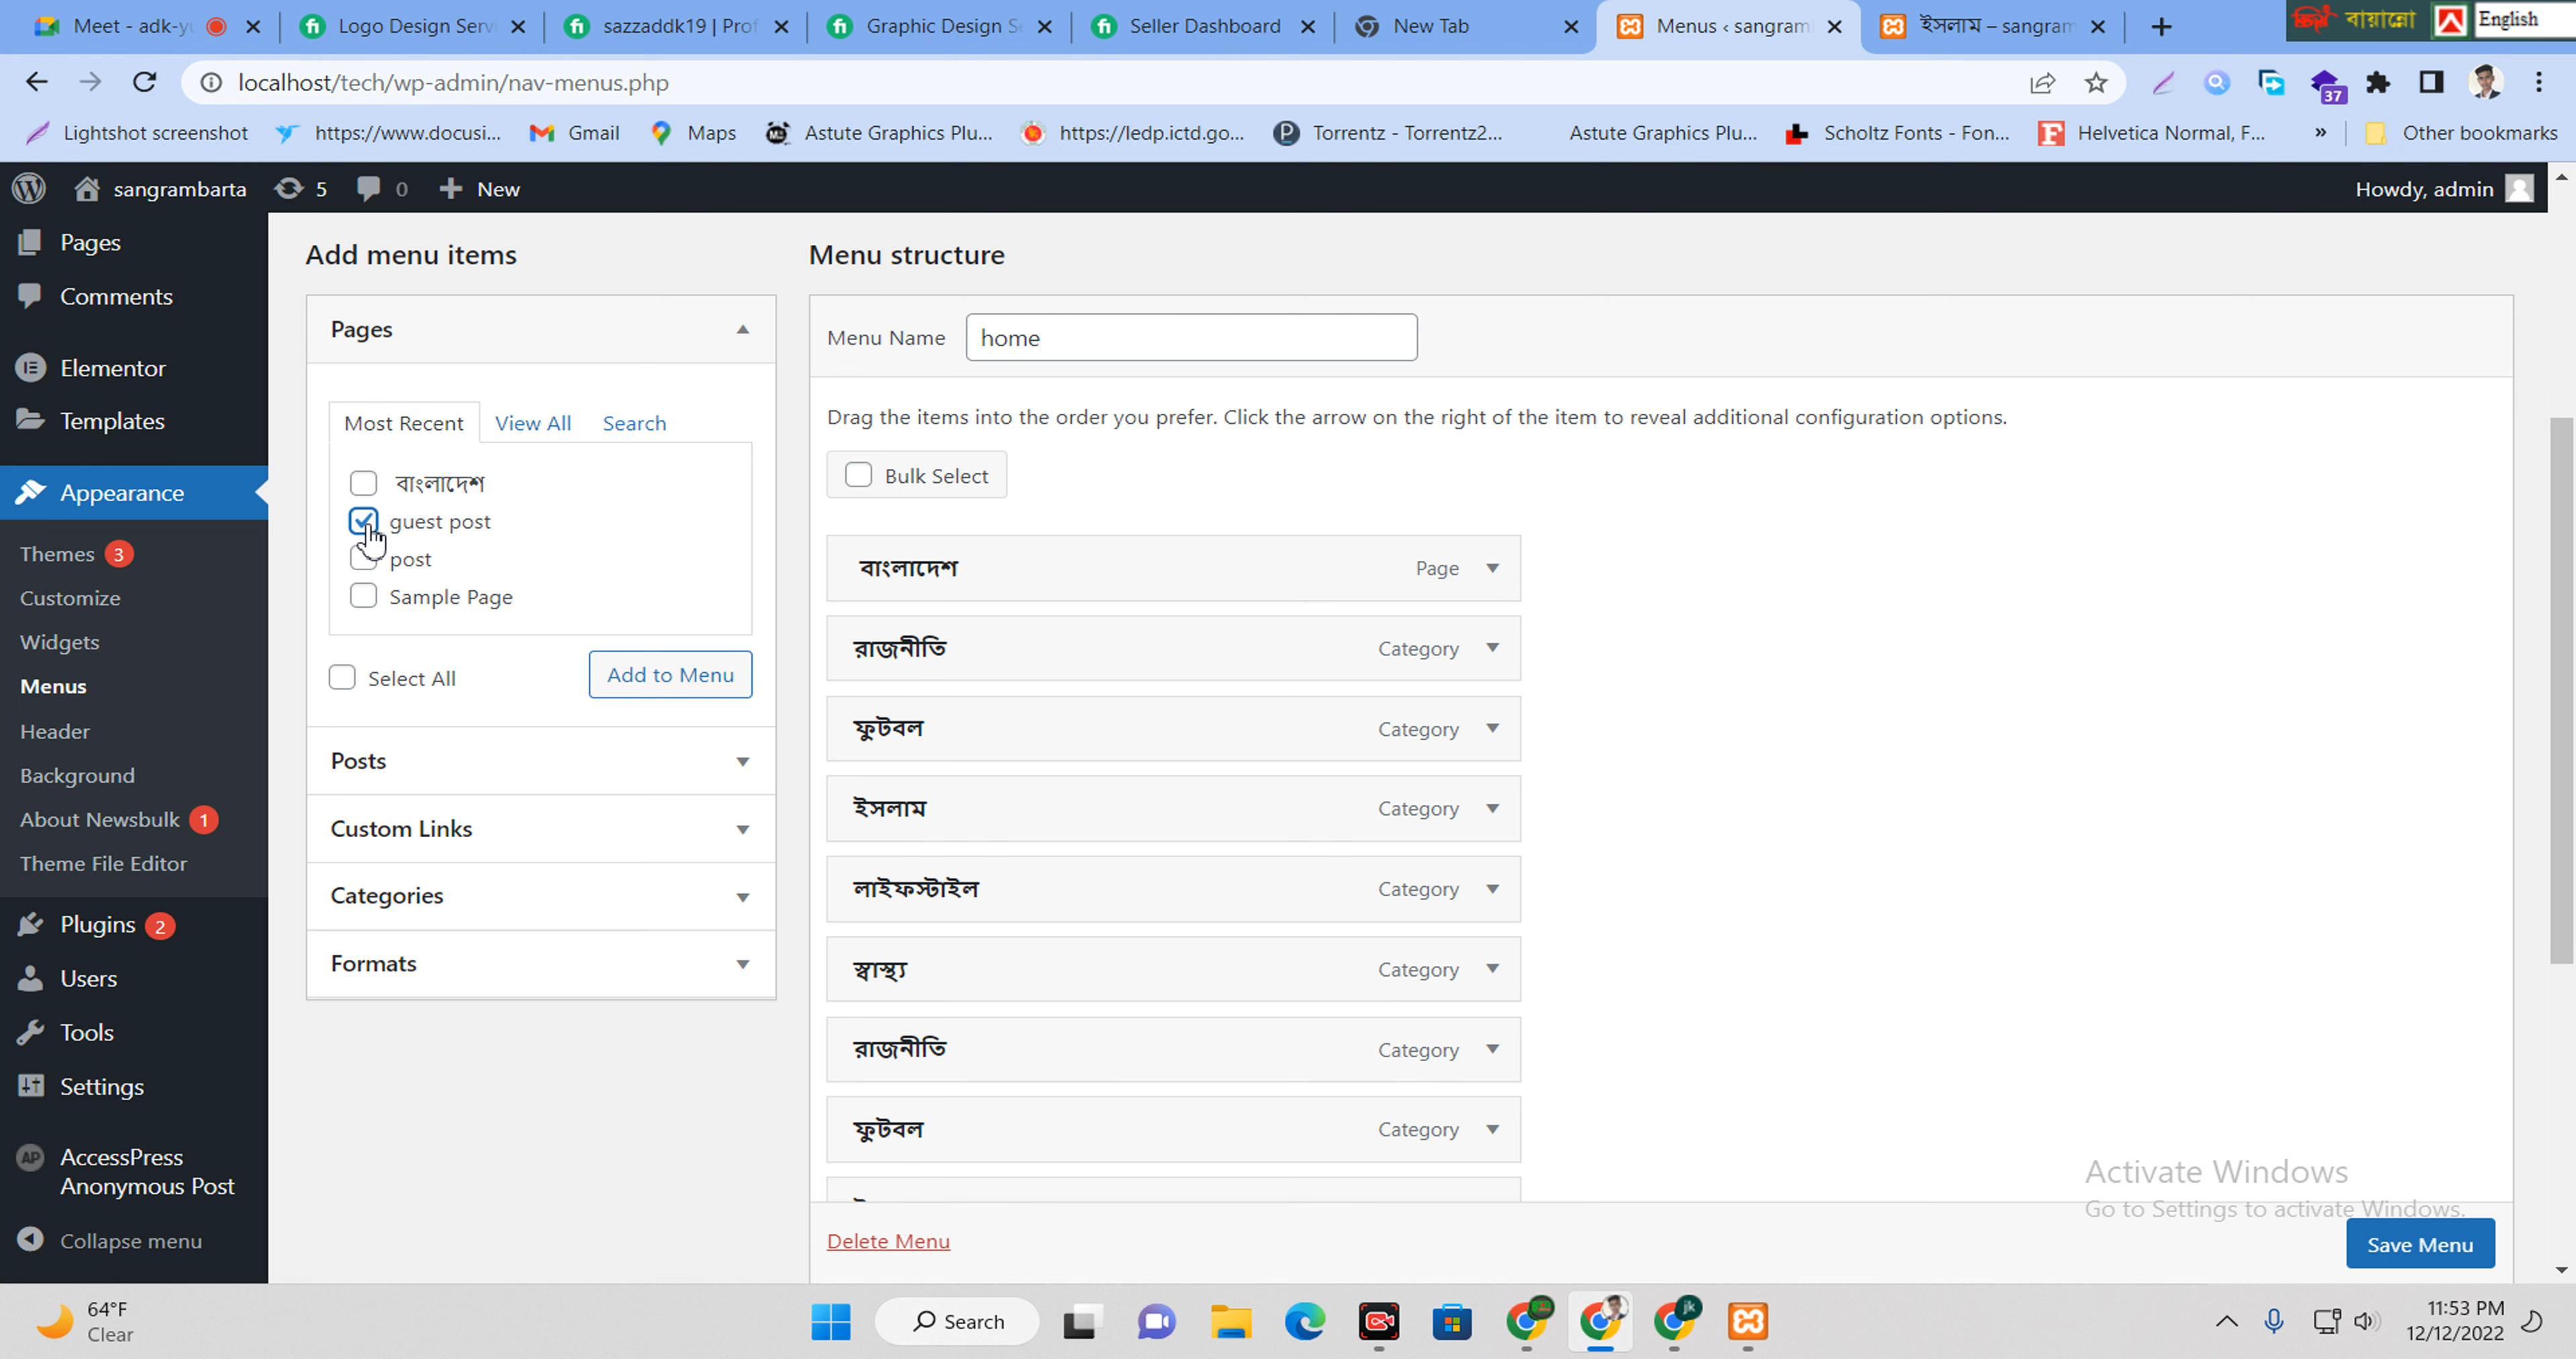 Meet - adk-yu
Logo Design Serv
sazzaddk19 | Prof
Graphic Design Se
Seller Dashboard
New Tab
Menus ‹ sangraml
ইসলাম – sangram
বায়ান্নো
English
localhost/tech/wp-admin/nav-menus.php
37
Lightshot screenshot
https://www.docusi...
Gmail
Maps
Astute Graphics Plu...
https://ledp.ictd.go...
Torrentz - Torrentz2...
Astute Graphics Plu...
Scholtz Fonts - Fon...
Helvetica Normal, F...
»
Other bookmarks
sangrambarta
5
0
New
Howdy, admin
Pages
Comments
Elementor
Templates
Appearance
Themes 3
Customize
Widgets
Menus
Header
Background
About Newsbulk 1
Theme File Editor
Plugins 2
Users
Tools
Settings
AP
AccessPress
Anonymous Post
Collapse menu
Add menu items
Pages
Most Recent
View All
Search
বাংলাদেশ
guest post
post
Sample Page
Select All
Add to Menu
Posts
Custom Links
Categories
Formats
Menu structure
Menu Name
home
Drag the items into the order you prefer. Click the arrow on the right of the item to reveal additional configuration options.
Bulk Select
বাংলাদেশ Page
রাজনীতি Category
ফুটবল Category
ইসলাম Category
লাইফস্টাইল Category
স্বাস্থ্য Category
রাজনীতি Category
ফুটবল Category
Delete Menu
Activate Windows
Go to Settings to activate Windows.
Save Menu
64°F
Clear
Search
jk
11:53 PM
12/12/2022